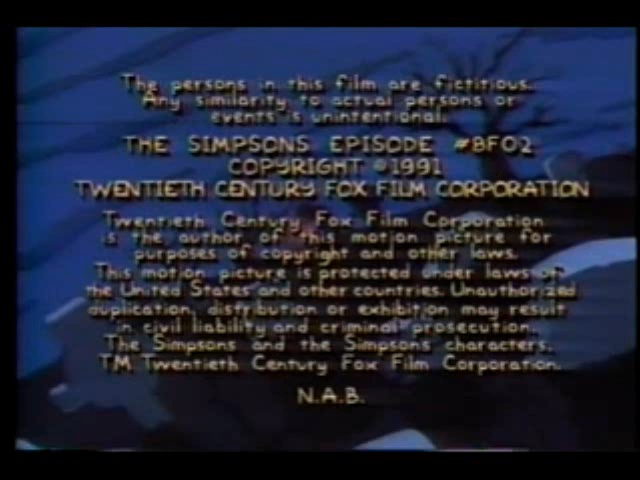 The persons in this film are fictitious.
Any similarity to actual persons or
events is unintentional.
THE SIMPSONS EPISODE #8F02
COPYRIGHT ©1991
TWENTIETH CENTURY FOX FILM CORPORATION
Twentieth Century Fox Film Corporation
is the author of this motion picture for
purposes of copyright and other laws.
This motion picture is protected under laws of
the United States and other countries. Unauthorized
duplication, distribution or exhibition may result
in civil liability and criminal prosecution.
The Simpsons and the Simpsons characters.
TM Twentieth Century Fox Film Corporation.
N.A.B.